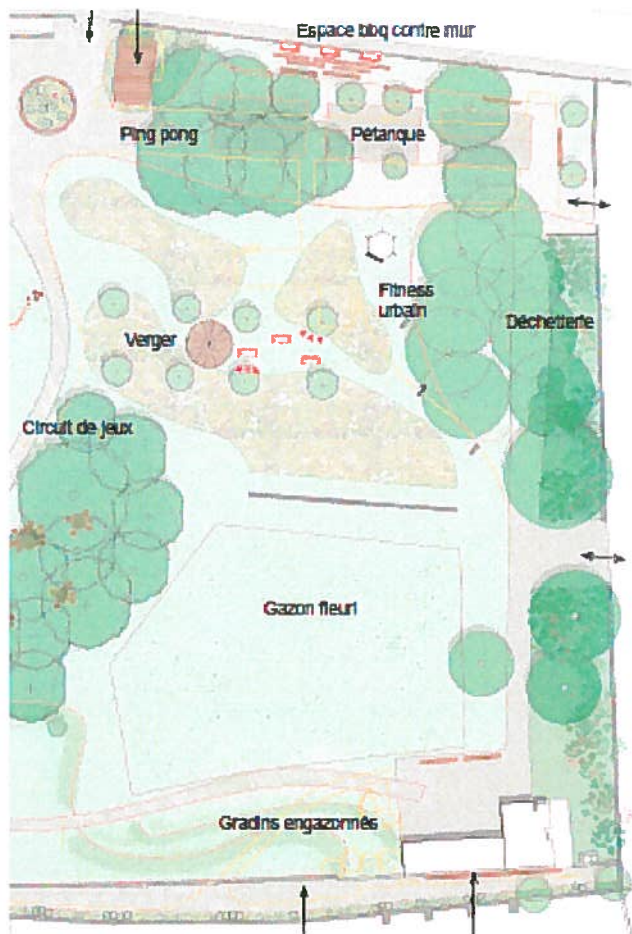 Espace bbq contre mur
Ping pong
Pétanque
Fitness
urbain
Déchetterie
Verger
Circuit de jeux
Gazon fleuri
Gradins engazonnés